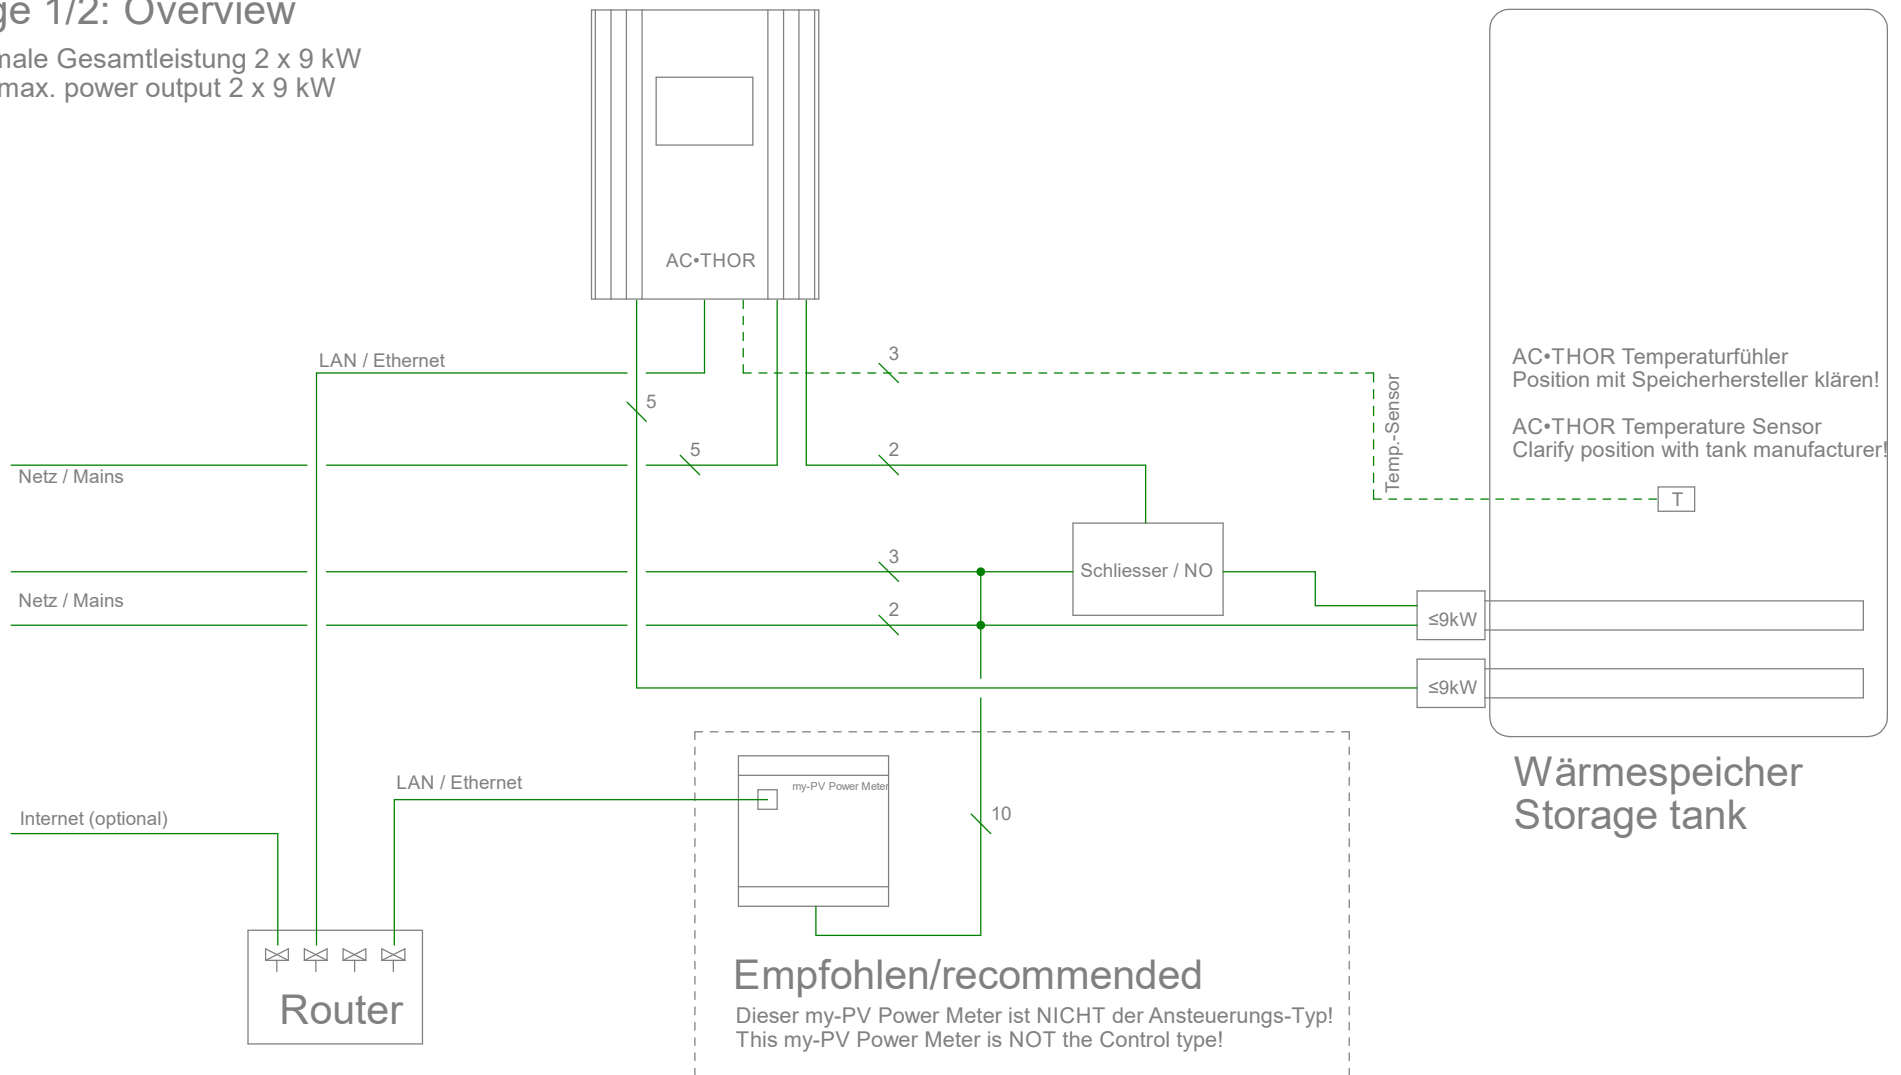 ge 1/2: Overview
male Gesamtleistung 2 x 9 kW
max. power output 2 x 9 kW
AC•THOR
LAN / Ethernet
3
5
5
2
Netz / Mains
Temp.-Sensor
AC•THOR Temperaturfühler
Position mit Speicherhersteller klären!
AC•THOR Temperature Sensor
Clarify position with tank manufacturer!
T
3
Schliesser / NO
Netz / Mains
2
≤9kW
≤9kW
Wärmespeicher
Storage tank
LAN / Ethernet
my-PV Power Meter
10
Internet (optional)
Router
Empfohlen/recommended
Dieser my-PV Power Meter ist NICHT der Ansteuerungs-Typ!
This my-PV Power Meter is NOT the Control type!